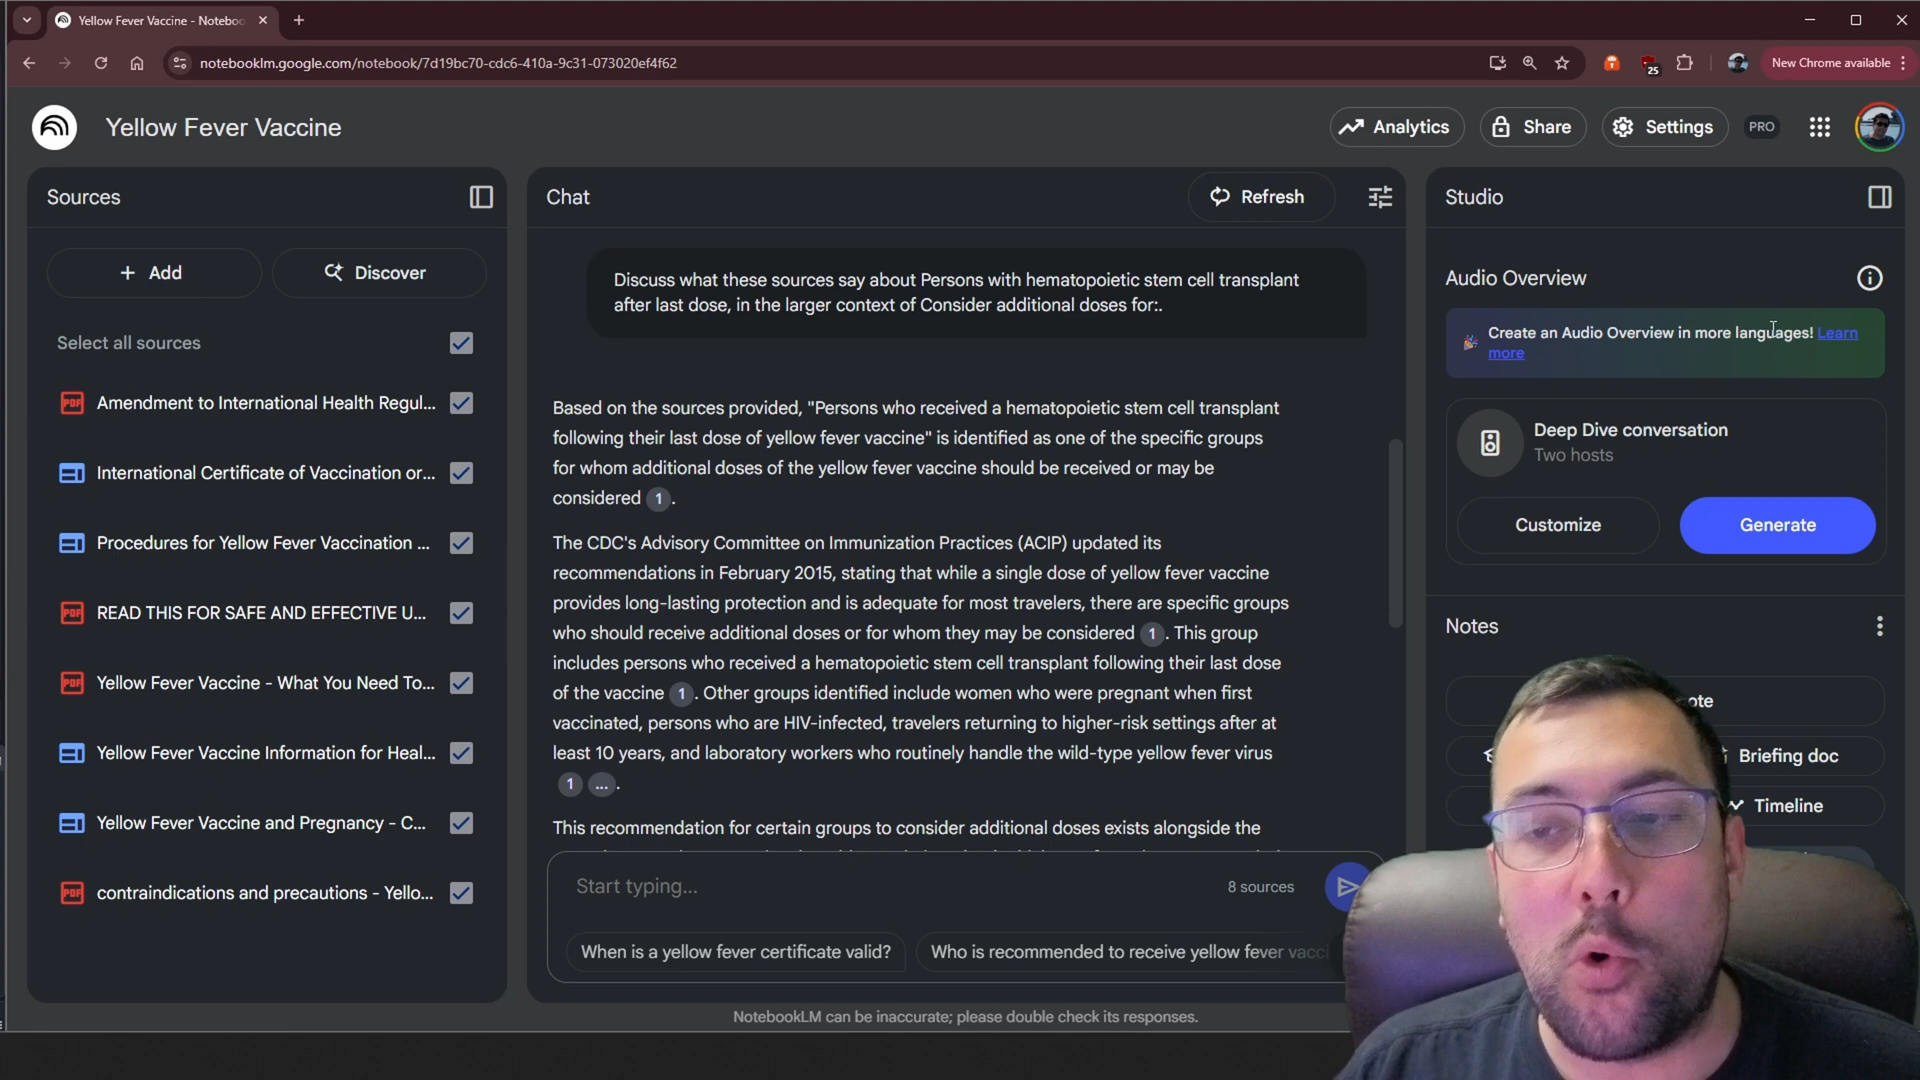 Yellow Fever Vaccine - Notebo
notebooklm.google.com/notebook/7d19bc70-cdc6-410a-9c31-073020ef4f62
25
New Chrome available
Yellow Fever Vaccine
Analytics
Share
Settings
PRO
Sources
+ Add
Discover
Select all sources
PDF
Amendment to International Health Regul...
International Certificate of Vaccination or...
Procedures for Yellow Fever Vaccination ...
PDF
READ THIS FOR SAFE AND EFFECTIVE U...
PDF
Yellow Fever Vaccine - What You Need To...
Yellow Fever Vaccine Information for Heal...
Yellow Fever Vaccine and Pregnancy - C...
PDF
contraindications and precautions - Yello...
Chat
Refresh
Discuss what these sources say about Persons with hematopoietic stem cell transplant
after last dose, in the larger context of Consider additional doses for:.
Based on the sources provided, "Persons who received a hematopoietic stem cell transplant
following their last dose of yellow fever vaccine" is identified as one of the specific groups
for whom additional doses of the yellow fever vaccine should be received or may be
considered 1.
The CDC's Advisory Committee on Immunization Practices (ACIP) updated its
recommendations in February 2015, stating that while a single dose of yellow fever vaccine
provides long-lasting protection and is adequate for most travelers, there are specific groups
who should receive additional doses or for whom they may be considered 1. This group
includes persons who received a hematopoietic stem cell transplant following their last dose
of the vaccine 1. Other groups identified include women who were pregnant when first
vaccinated, persons who are HIV-infected, travelers returning to higher-risk settings after at
least 10 years, and laboratory workers who routinely handle the wild-type yellow fever virus
1 ... .
This recommendation for certain groups to consider additional doses exists alongside the
Start typing...
8 sources
When is a yellow fever certificate valid?
Who is recommended to receive yellow fever vacci
NotebookLM can be inaccurate; please double check its responses.
Studio
Audio Overview
Create an Audio Overview in more languages! Learn
more
Deep Dive conversation
Two hosts
Customize
Generate
Notes
ote
Briefing doc
Timeline